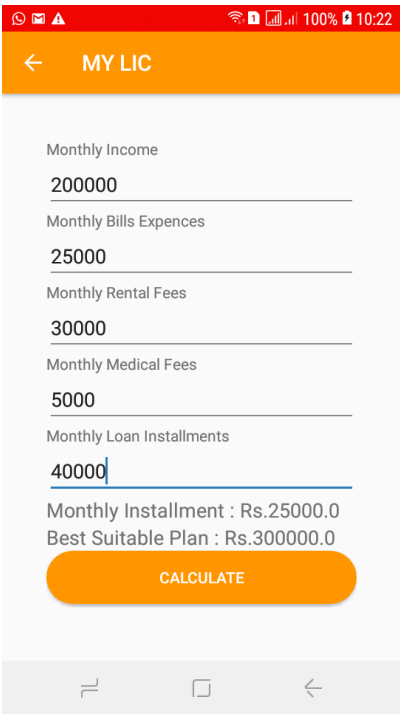 1 100% 10:22
MY LIC
Monthly Income
200000
Monthly Bills Expences
25000
Monthly Rental Fees
30000
Monthly Medical Fees
5000
Monthly Loan Installments
40000
Monthly Installment : Rs.25000.0
Best Suitable Plan : Rs.300000.0
CALCULATE